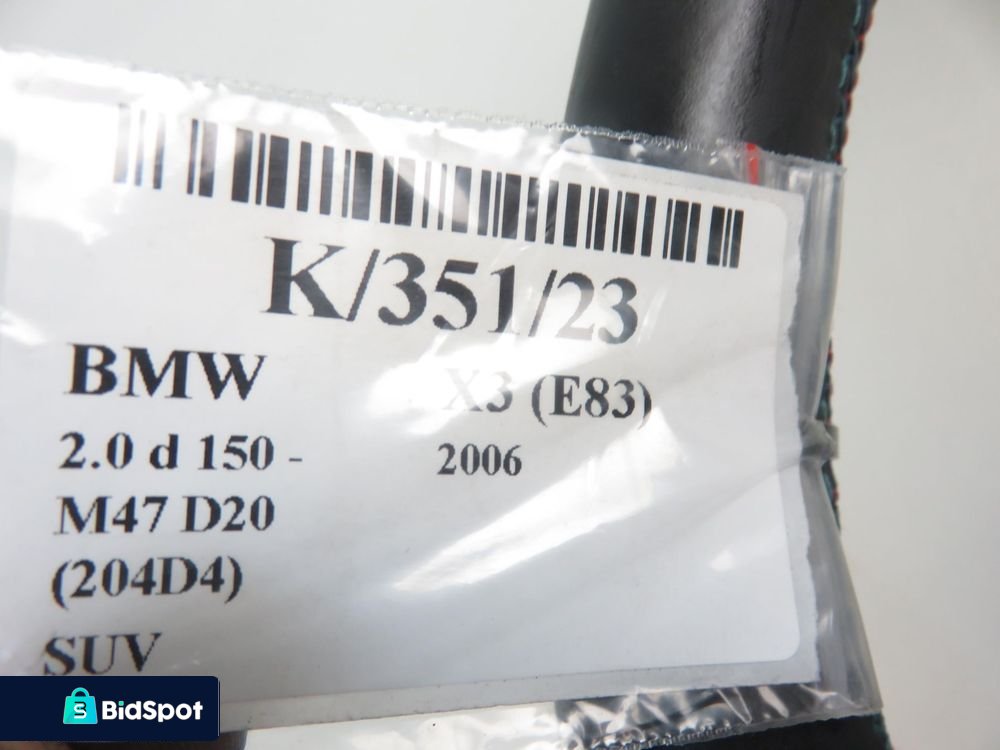 K/351/23
BMW X3 (E83)
2.0 d 150 - 2006
M47 D20
(204D4)
SUV
S BidSpot